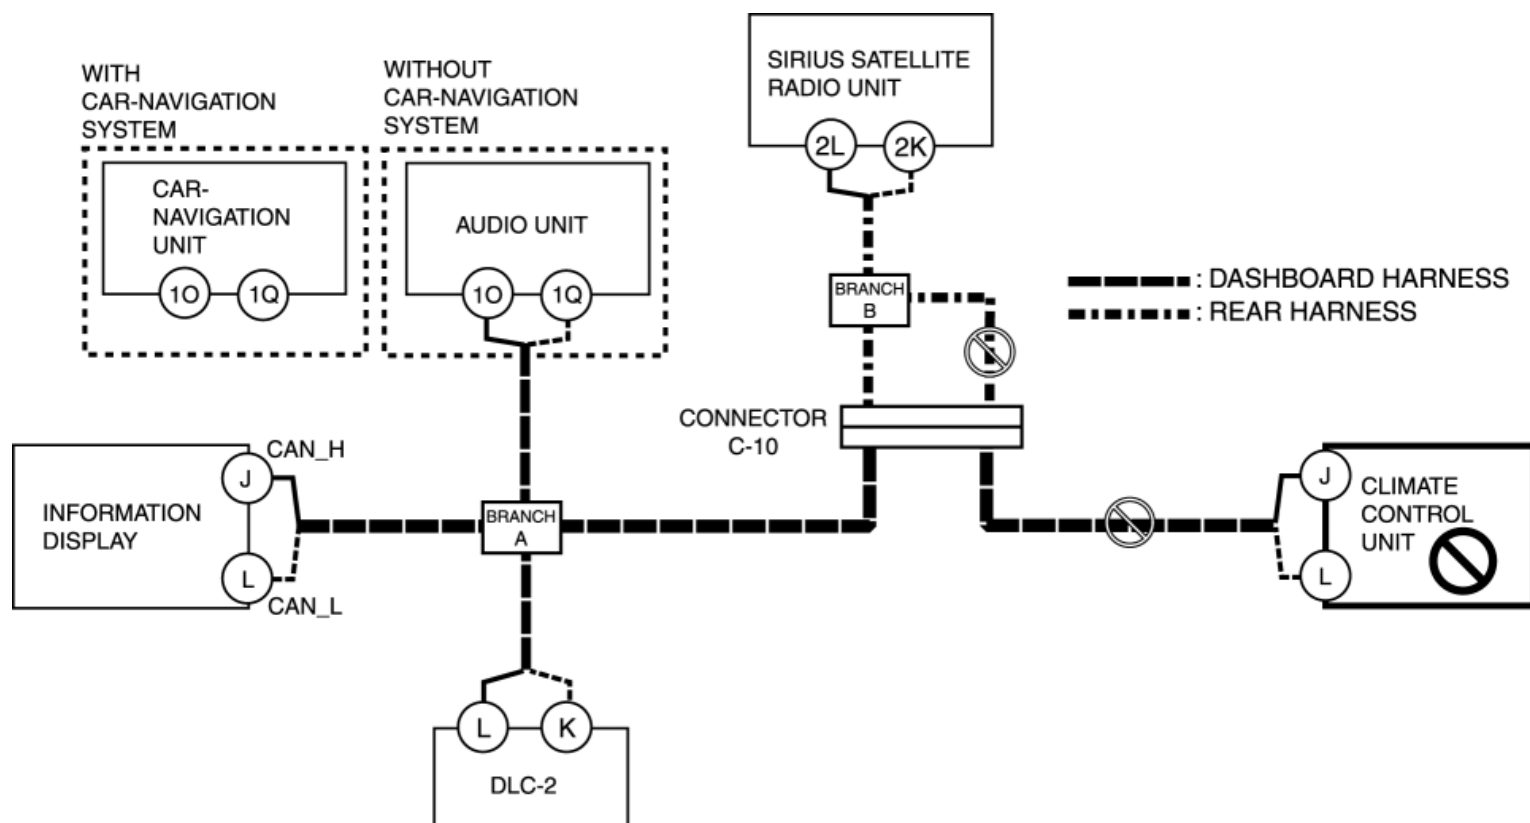 WITH
CAR-NAVIGATION
SYSTEM
WITHOUT
CAR-NAVIGATION
SYSTEM
SIRIUS SATELLITE
RADIO UNIT
2L
2K
CAR-
NAVIGATION
UNIT
1O
1Q
AUDIO UNIT
1O
1Q
BRANCH
B
: DASHBOARD HARNESS
: REAR HARNESS
CONNECTOR
C-10
INFORMATION
DISPLAY
CAN_H
J
L
CAN_L
BRANCH
A
J
L
CLIMATE
CONTROL
UNIT
L
K
DLC-2